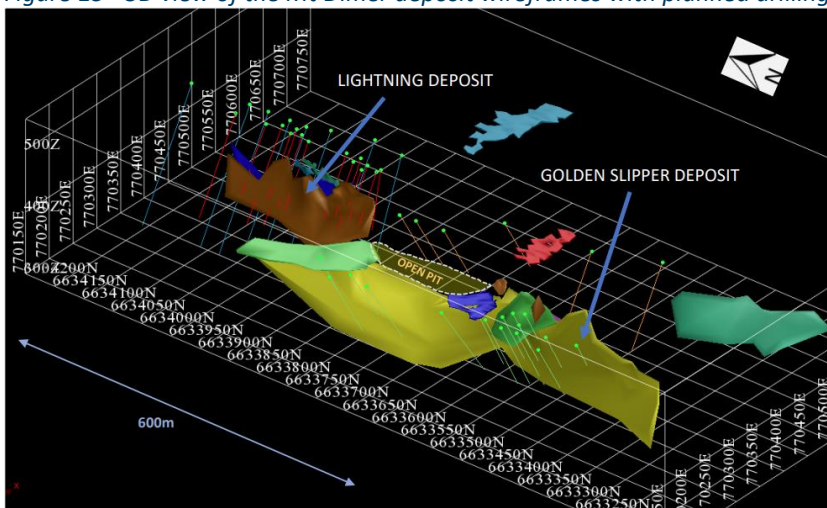 Figure 13 - 3D view of the Mt Dimer deposit wireframes with planned drilling
LIGHTNING DEPOSIT
GOLDEN SLIPPER DEPOSIT
OPEN PIT
600m
N
500Z
400Z
770150E
770200E
770250E
770300E
770350E
770400E
770450E
770500E
770550E
770600E
770650E
770700E
770750E
6634200N
6634150N
6634100N
6634050N
6634000N
6633950N
6633900N
6633850N
6633800N
6633750N
6633700N
6633650N
6633600N
6633550N
6633500N
6633450N
6633400N
6633350N
6633300N
6633250N
770200E
770250E
770300E
770350E
770400E
770450E
770500E
X